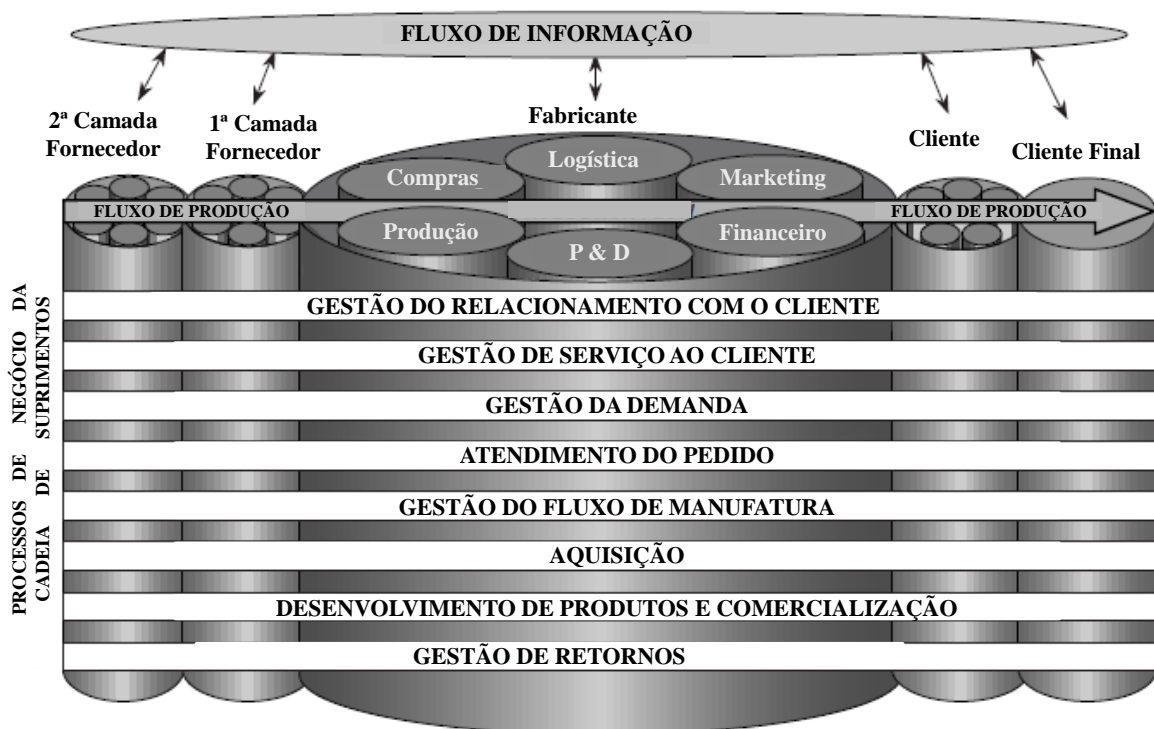 FLUXO DE INFORMAÇÃO
2ª Camada
Fornecedor
1ª Camada
Fornecedor
Fabricante
Cliente
Cliente Final
Logística
Compras
Marketing
FLUXO DE PRODUÇÃO
FLUXO DE PRODUÇÃO
Produção
Financeiro
P & D
PROCESSOS DE NEGÓCIO DA
CADEIA DE SUPRIMENTOS
GESTÃO DO RELACIONAMENTO COM O CLIENTE
GESTÃO DE SERVIÇO AO CLIENTE
GESTÃO DA DEMANDA
ATENDIMENTO DO PEDIDO
GESTÃO DO FLUXO DE MANUFATURA
AQUISIÇÃO
DESENVOLVIMENTO DE PRODUTOS E COMERCIALIZAÇÃO
GESTÃO DE RETORNOS